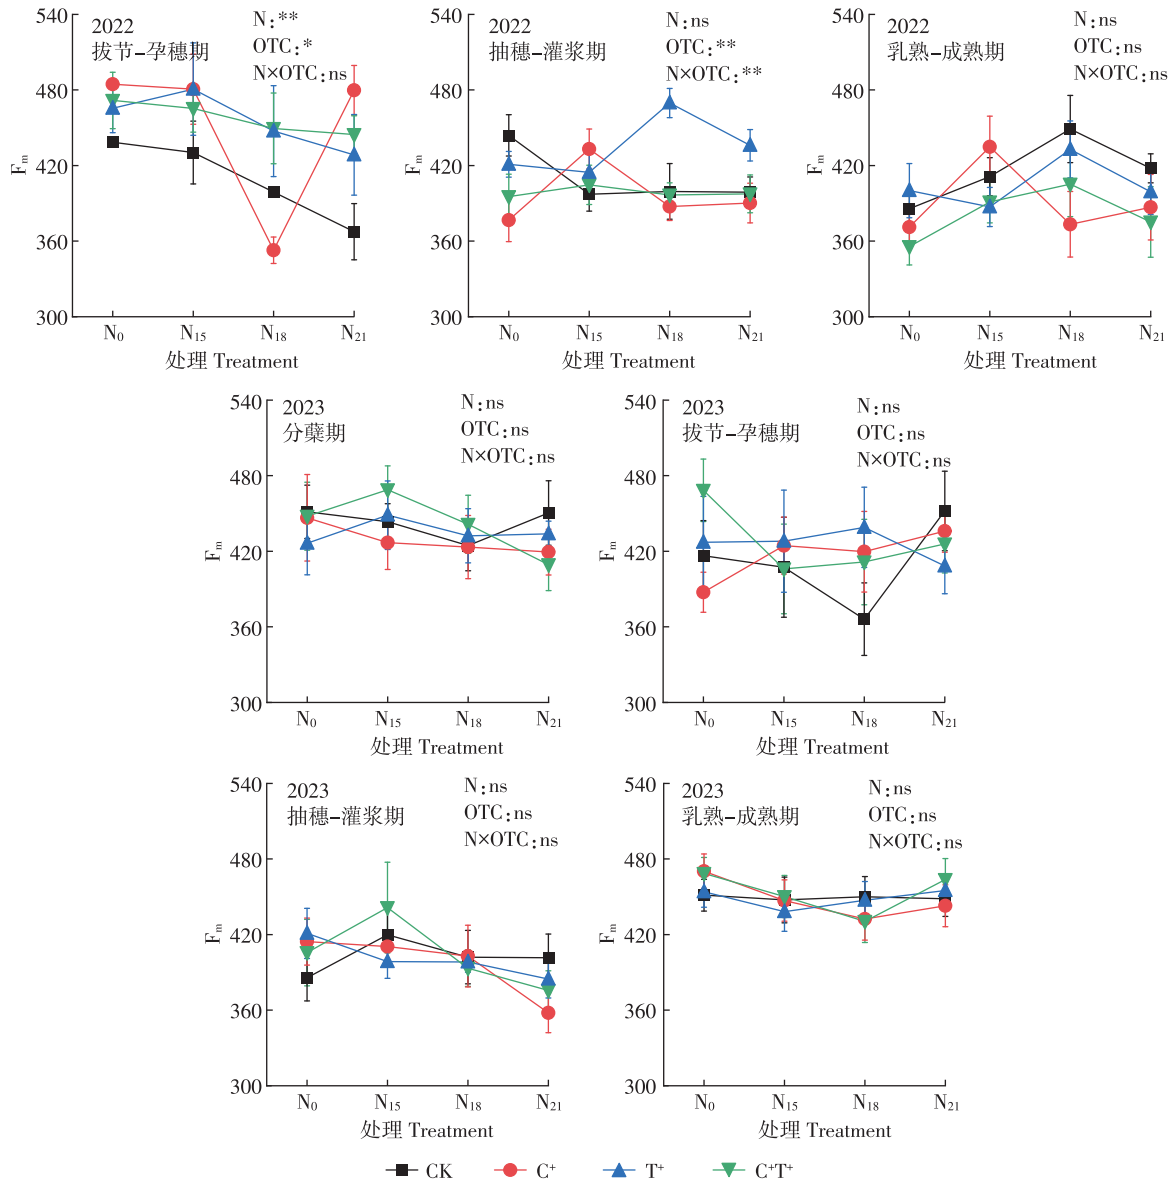 2022
拔节–孕穗期
N:**
OTC:*
N×OTC:ns
540
480
420
360
300
Fm
N0 N15 N18 N21
处理 Treatment
2022
抽穗–灌浆期
N:ns
OTC:**
N×OTC:**
540
480
420
360
300
Fm
N0 N15 N18 N21
处理 Treatment
2022
乳熟–成熟期
N:ns
OTC:ns
N×OTC:ns
540
480
420
360
300
Fm
N0 N15 N18 N21
处理 Treatment
2023
分蘖期
N:ns
OTC:ns
N×OTC:ns
540
480
420
360
300
Fm
N0 N15 N18 N21
处理 Treatment
2023
拔节–孕穗期
N:ns
OTC:ns
N×OTC:ns
540
480
420
360
300
Fm
N0 N15 N18 N21
处理 Treatment
2023
抽穗–灌浆期
N:ns
OTC:ns
N×OTC:ns
540
480
420
360
300
Fm
N0 N15 N18 N21
处理 Treatment
2023
乳熟–成熟期
N:ns
OTC:ns
N×OTC:ns
540
480
420
360
300
Fm
N0 N15 N18 N21
处理 Treatment
CK C+ T+ C+T+